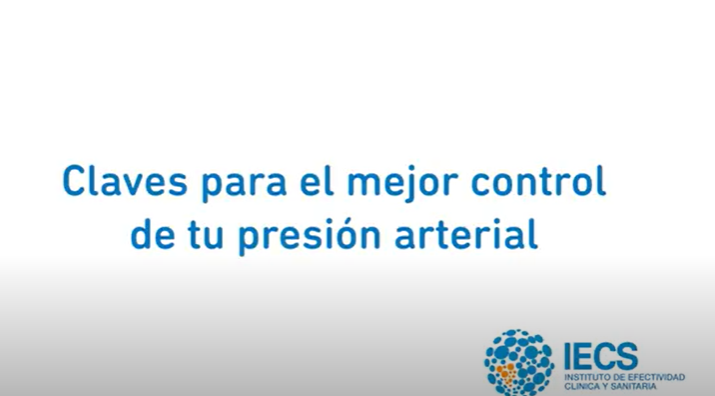 Claves para el mejor control
de tu presión arterial
IECS
INSTITUTO DE EFECTIVIDAD
CLINICA Y SANITARIA